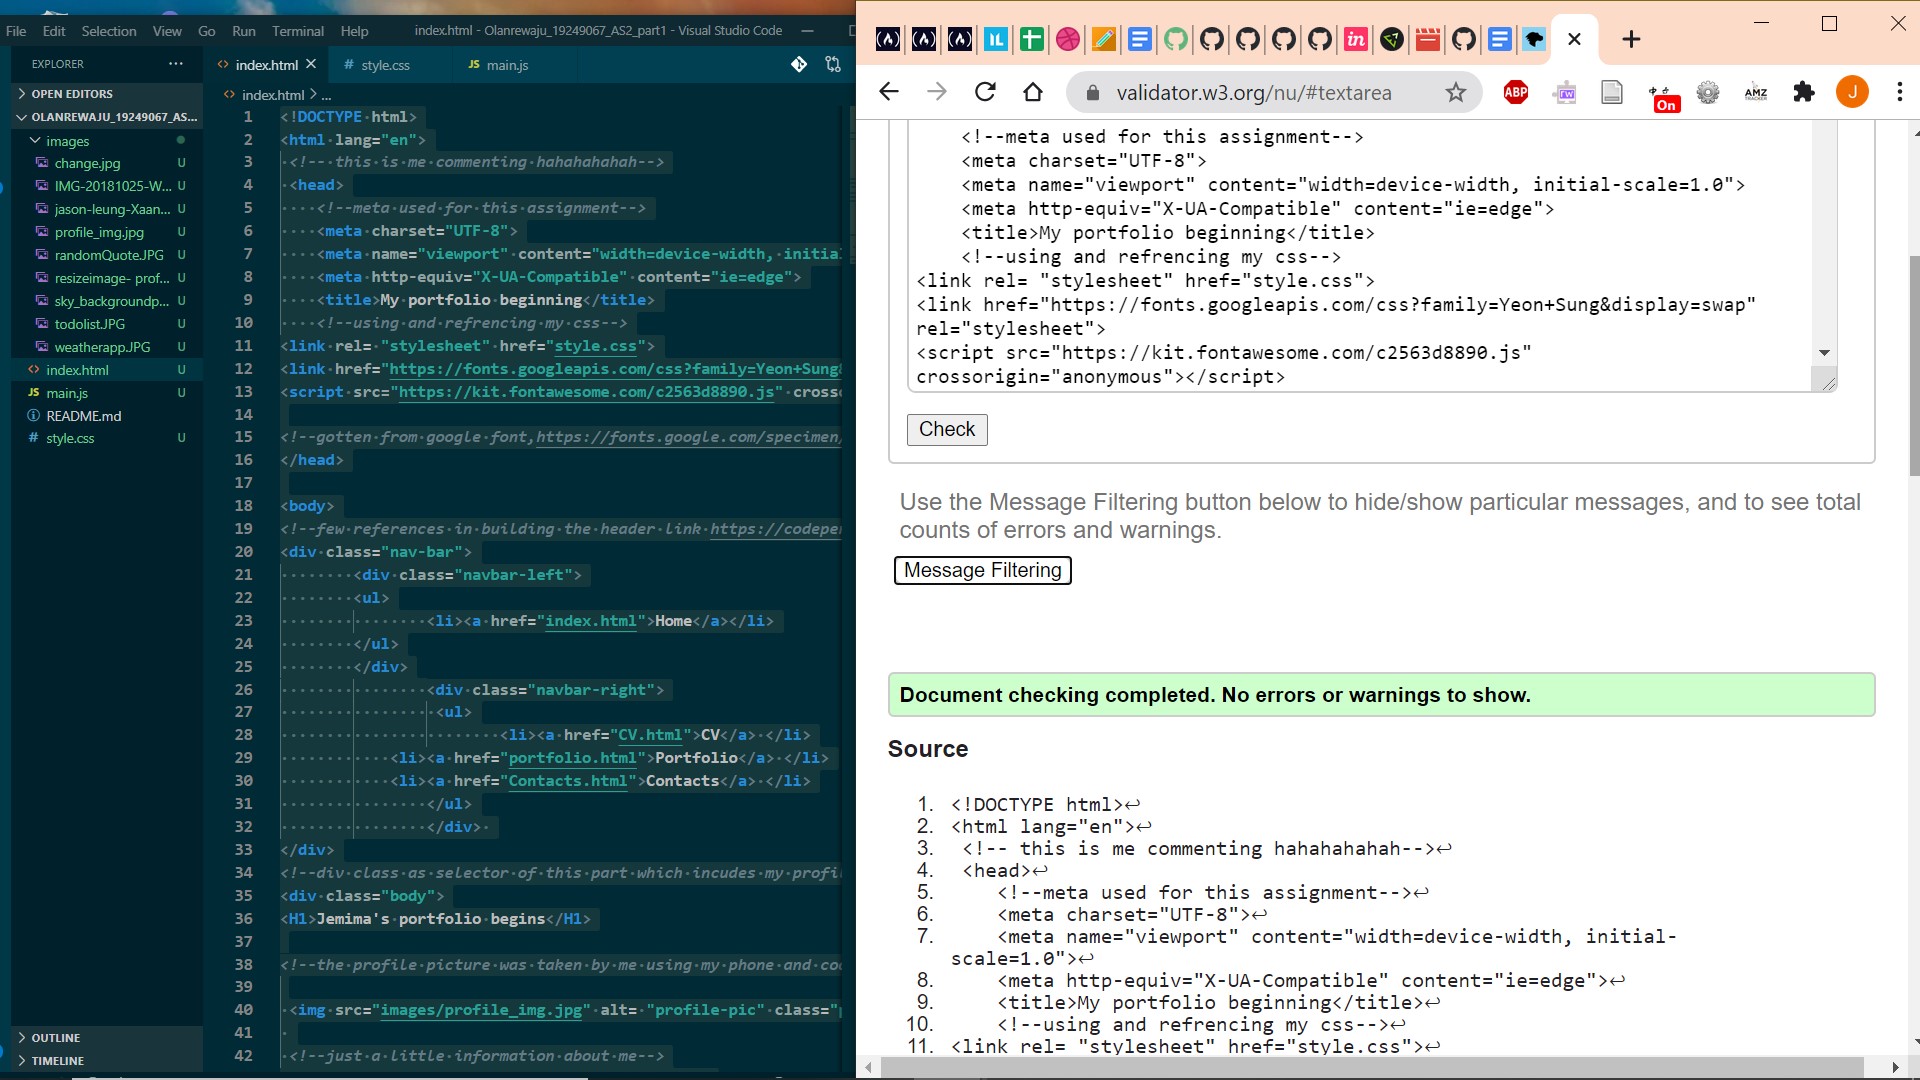 File Edit Selection View Go Run Terminal Help index.html - Olanrewaju_19249067_AS2_part1 - Visual Studio Code
EXPLORER
OPEN EDITORS
OLANREWAJU_19249067_AS...
images
change.jpg U
IMG-20181025-W... U
jason-leung-Xaan... U
profile_img.jpg U
randomQuote.JPG U
resizeimage- prof... U
sky_backgroundp... U
todolist.JPG U
weatherapp.JPG U
index.html U
main.js U
README.md
style.css U
OUTLINE
TIMELINE
index.html style.css JS main.js
index.html > ...
1 <!DOCTYPE html>
2 <html lang="en">
3 <!-- this is me commenting hahahahahah-->
4 <head>
5 <!--meta used for this assignment-->
6 <meta charset="UTF-8">
7 <meta name="viewport" content="width=device-width, initia
8 <meta http-equiv="X-UA-Compatible" content="ie=edge">
9 <title>My portfolio beginning</title>
10 <!--using and refrencing my css-->
11 <link rel= "stylesheet" href="style.css">
12 <link href="https://fonts.googleapis.com/css?family=Yeon+Sung
13 <script src="https://kit.fontawesome.com/c2563d8890.js" cross
14
15 <!--gotten from google font,https://fonts.google.com/specimen/
16 </head>
17
18 <body>
19 <!--few references in building the header link https://codepe
20 <div class="nav-bar">
21 <div class="navbar-left">
22 <ul>
23 <li><a href="index.html">Home</a></li>
24 </ul>
25 </div>
26 <div class="navbar-right">
27 <ul>
28 <li><a href="CV.html">CV</a> </li>
29 <li><a href="portfolio.html">Portfolio</a> </li>
30 <li><a href="Contacts.html">Contacts</a> </li>
31 </ul>
32 </div>
33 </div>
34 <!--div class as selector of this part which incudes my profi
35 <div class="body">
36 <H1>Jemima's portfolio begins</H1>
37
38 <!--the profile picture was taken by me using my phone and co
39
40 <img src="images/profile_img.jpg" alt= "profile-pic" class="
41
42 <!--just a little information about me-->
validator.w3.org/nu/#textarea
ABP
On
AMZ
J
<!--meta used for this assignment-->
<meta charset="UTF-8">
<meta name="viewport" content="width=device-width, initial-scale=1.0">
<meta http-equiv="X-UA-Compatible" content="ie=edge">
<title>My portfolio beginning</title>
<!--using and refrencing my css-->
<link rel= "stylesheet" href="style.css">
<link href="https://fonts.googleapis.com/css?family=Yeon+Sung&display=swap"
rel="stylesheet">
<script src="https://kit.fontawesome.com/c2563d8890.js"
crossorigin="anonymous"></script>
Check
Use the Message Filtering button below to hide/show particular messages, and to see total
counts of errors and warnings.
Message Filtering
Document checking completed. No errors or warnings to show.
Source
1. <!DOCTYPE html>↩
2. <html lang="en">↩
3. <!-- this is me commenting hahahahahah-->↩
4. <head>↩
5. <!--meta used for this assignment-->↩
6. <meta charset="UTF-8">↩
7. <meta name="viewport" content="width=device-width, initial-
scale=1.0">↩
8. <meta http-equiv="X-UA-Compatible" content="ie=edge">↩
9. <title>My portfolio beginning</title>↩
10. <!--using and refrencing my css-->↩
11. <link rel= "stylesheet" href="style.css">↩